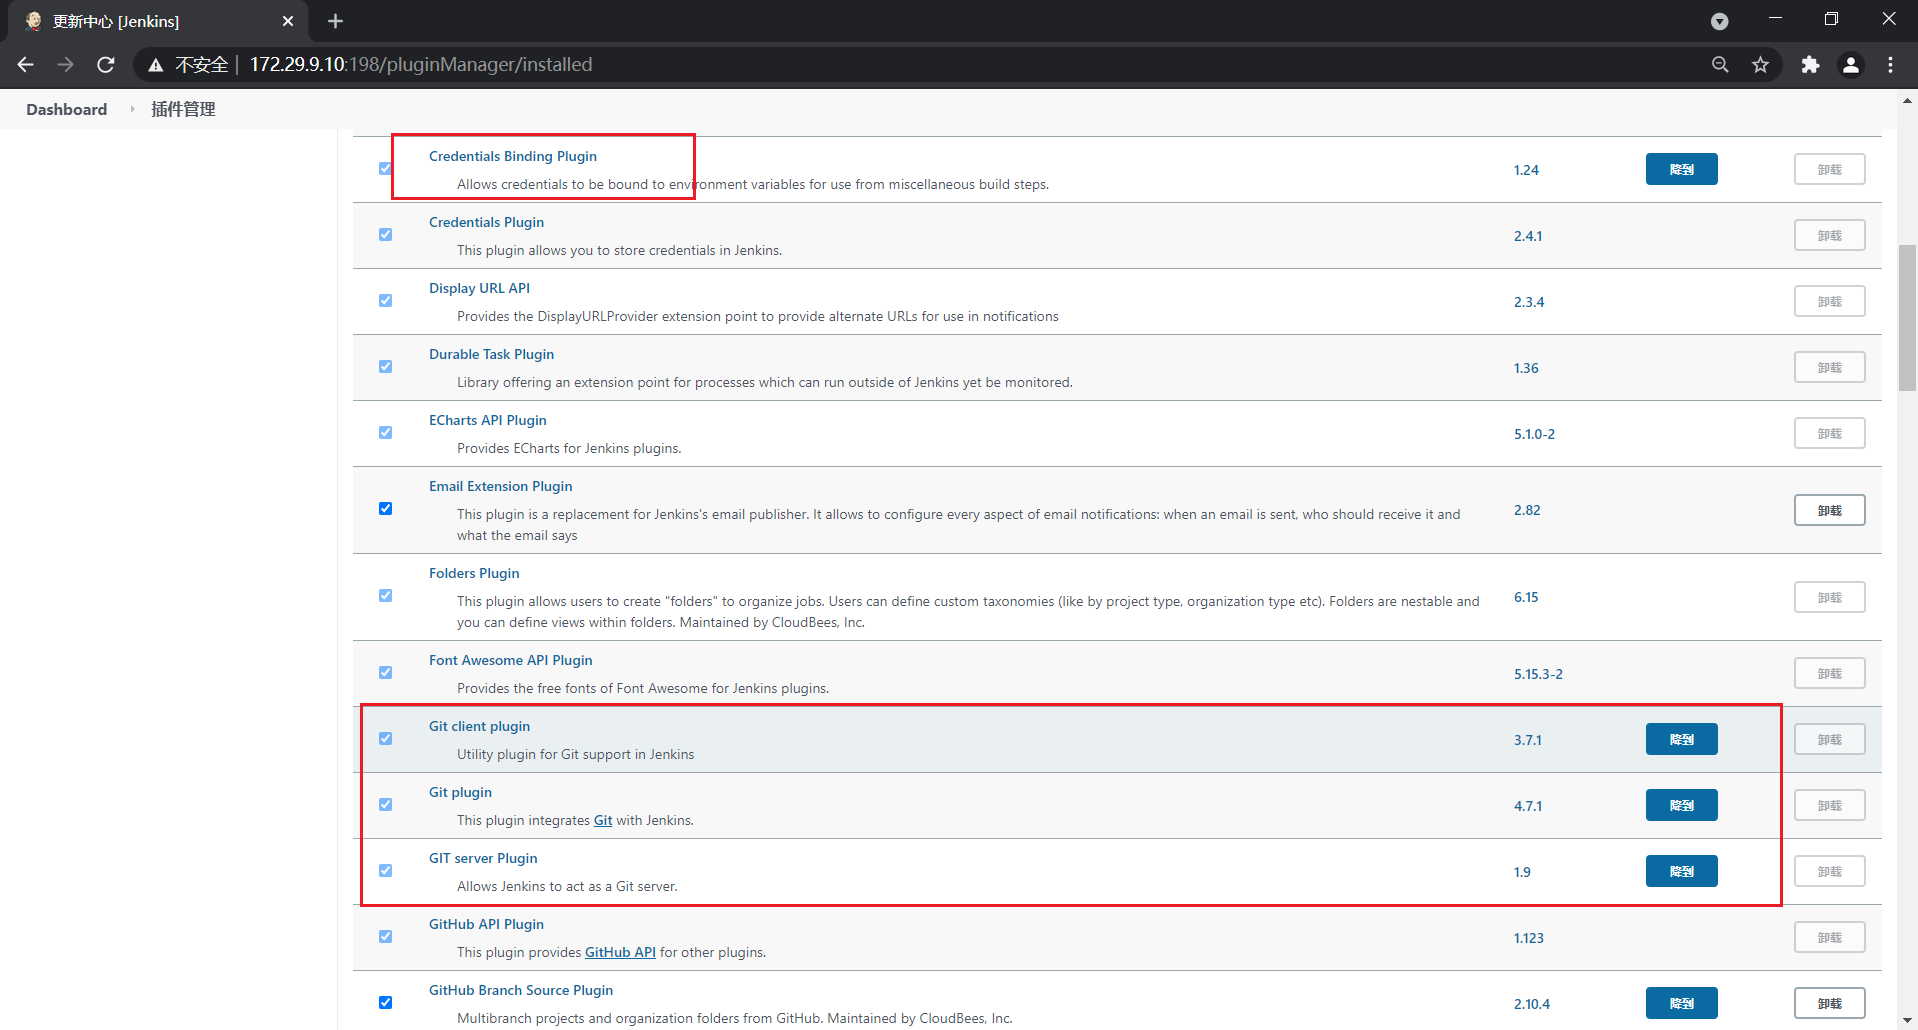 更新中心 [Jenkins]
不安全 | 172.29.9.10:198/pluginManager/installed
Dashboard 插件管理
Credentials Binding Plugin
Allows credentials to be bound to environment variables for use from miscellaneous build steps.
1.24 降到 卸载
Credentials Plugin
This plugin allows you to store credentials in Jenkins.
2.4.1 卸载
Display URL API
Provides the DisplayURLProvider extension point to provide alternate URLs for use in notifications
2.3.4 卸载
Durable Task Plugin
Library offering an extension point for processes which can run outside of Jenkins yet be monitored.
1.36 卸载
ECharts API Plugin
Provides ECharts for Jenkins plugins.
5.1.0-2 卸载
Email Extension Plugin
This plugin is a replacement for Jenkins's email publisher. It allows to configure every aspect of email notifications: when an email is sent, who should receive it and
what the email says
2.82 卸载
Folders Plugin
This plugin allows users to create "folders" to organize jobs. Users can define custom taxonomies (like by project type, organization type etc). Folders are nestable and
you can define views within folders. Maintained by CloudBees, Inc.
6.15 卸载
Font Awesome API Plugin
Provides the free fonts of Font Awesome for Jenkins plugins.
5.15.3-2 卸载
Git client plugin
Utility plugin for Git support in Jenkins
3.7.1 降到 卸载
Git plugin
This plugin integrates Git with Jenkins.
4.7.1 降到 卸载
GIT server Plugin
Allows Jenkins to act as a Git server.
1.9 降到 卸载
GitHub API Plugin
This plugin provides GitHub API for other plugins.
1.123 卸载
GitHub Branch Source Plugin
Multibranch projects and organization folders from GitHub. Maintained by CloudBees, Inc.
2.10.4 降到 卸载